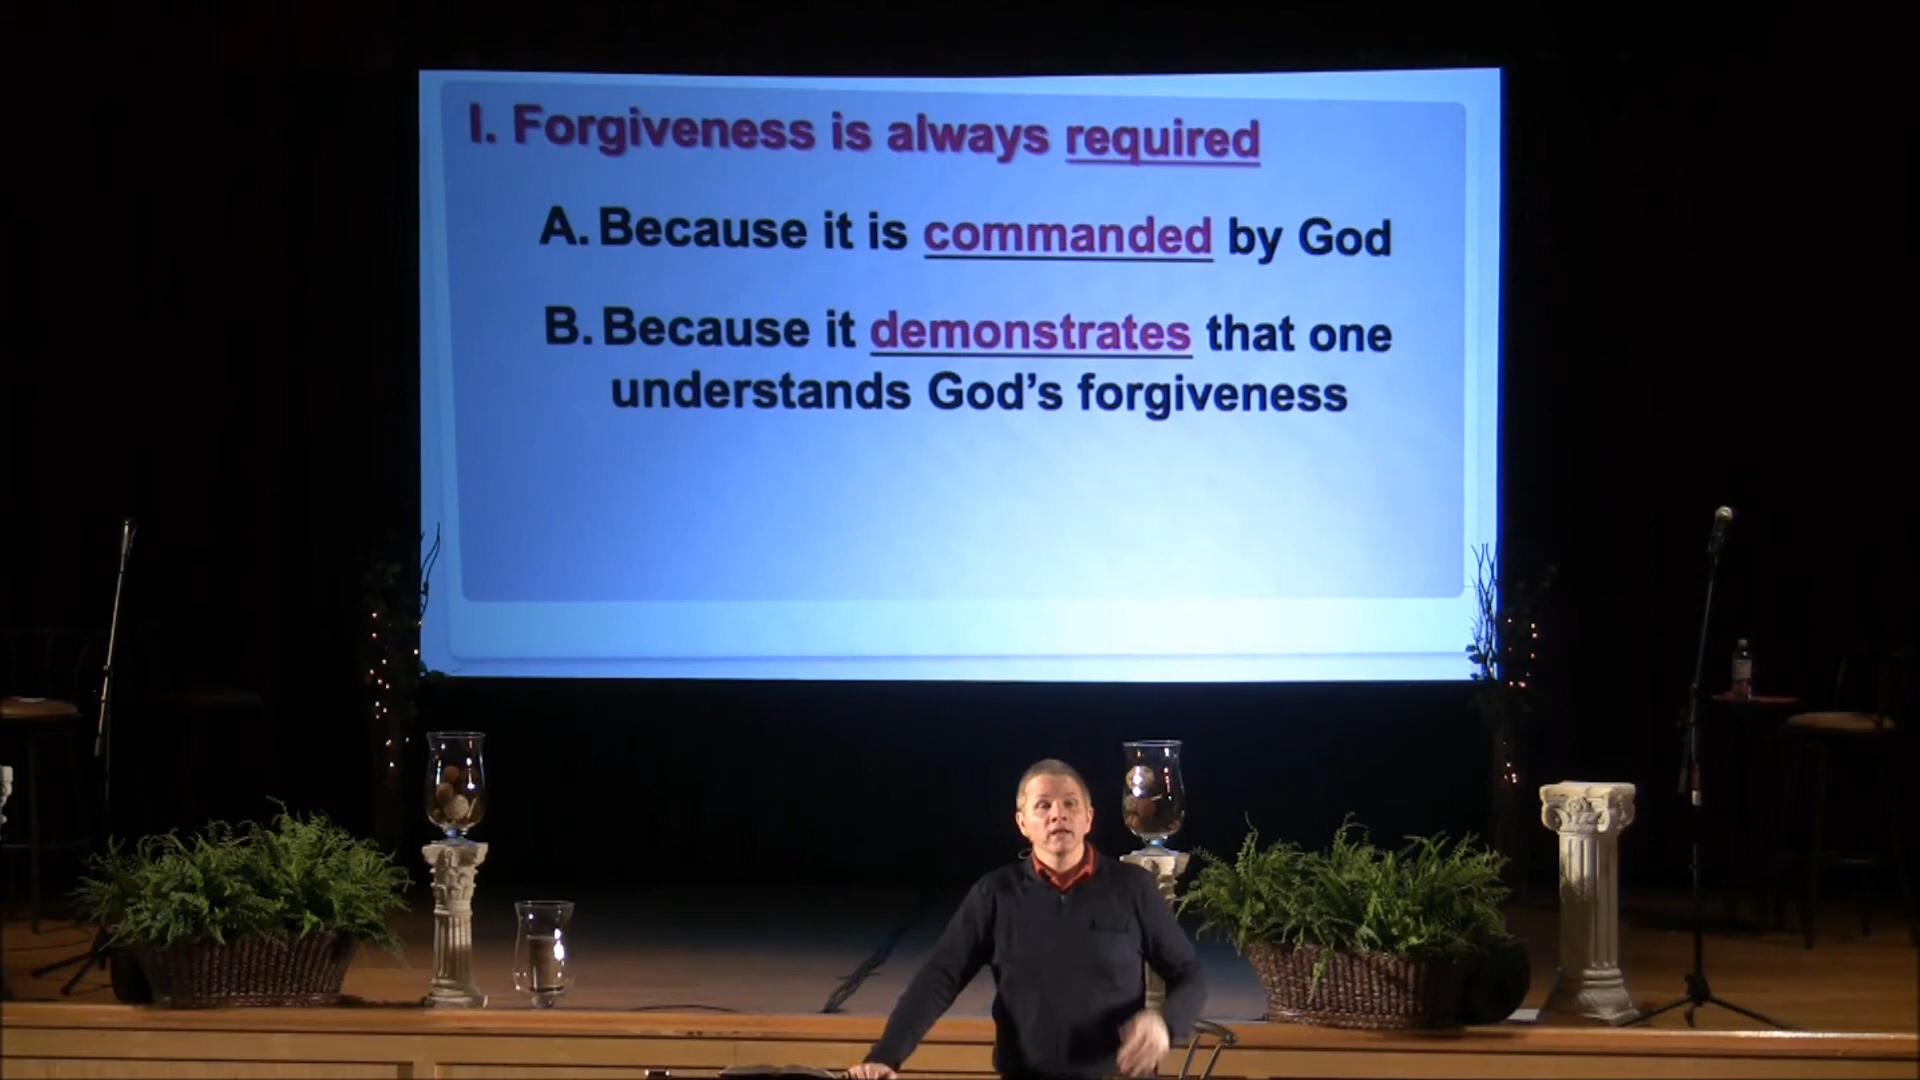 I. Forgiveness is always required
A. Because it is commanded by God
B. Because it demonstrates that one
understands God’s forgiveness